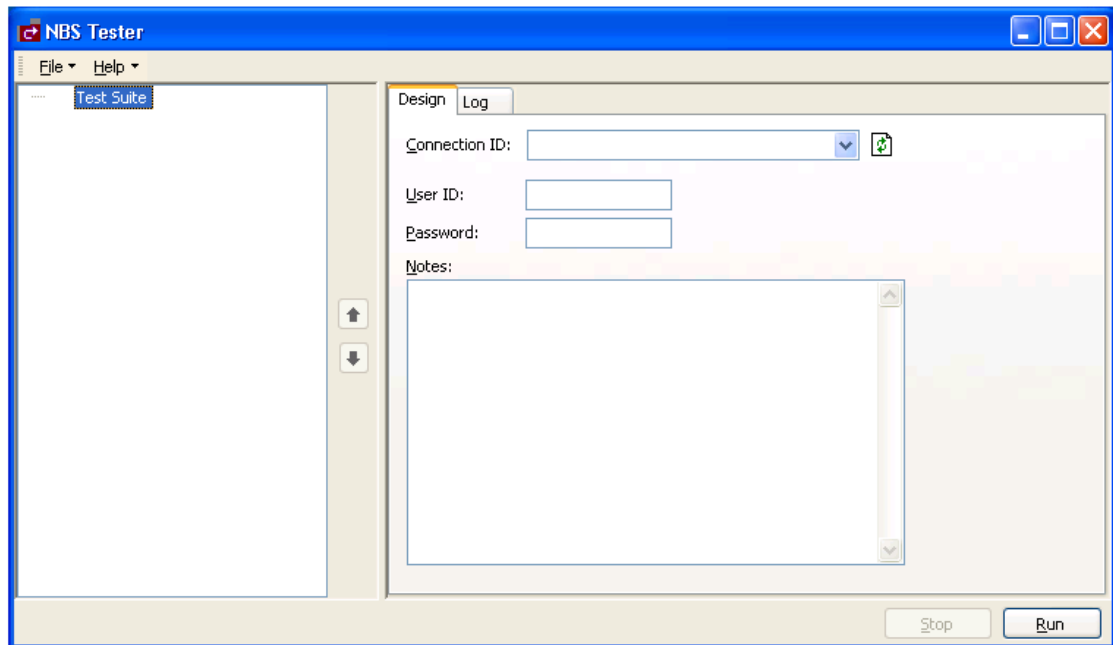 NBS Tester
File Help
Test Suite
Design Log
Connection ID:
User ID:
Password:
Notes:
Stop Run